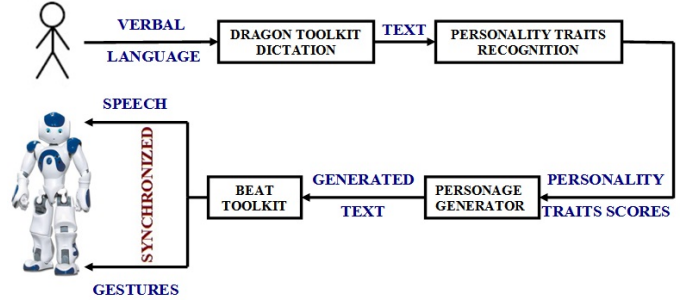 VERBAL
LANGUAGE
DRAGON TOOLKIT
DICTATION
TEXT
PERSONALITY TRAITS
RECOGNITION
SPEECH
SYNCHRONIZED
GESTURES
BEAT
TOOLKIT
GENERATED
TEXT
PERSONAGE
GENERATOR
PERSONALITY
TRAITS SCORES